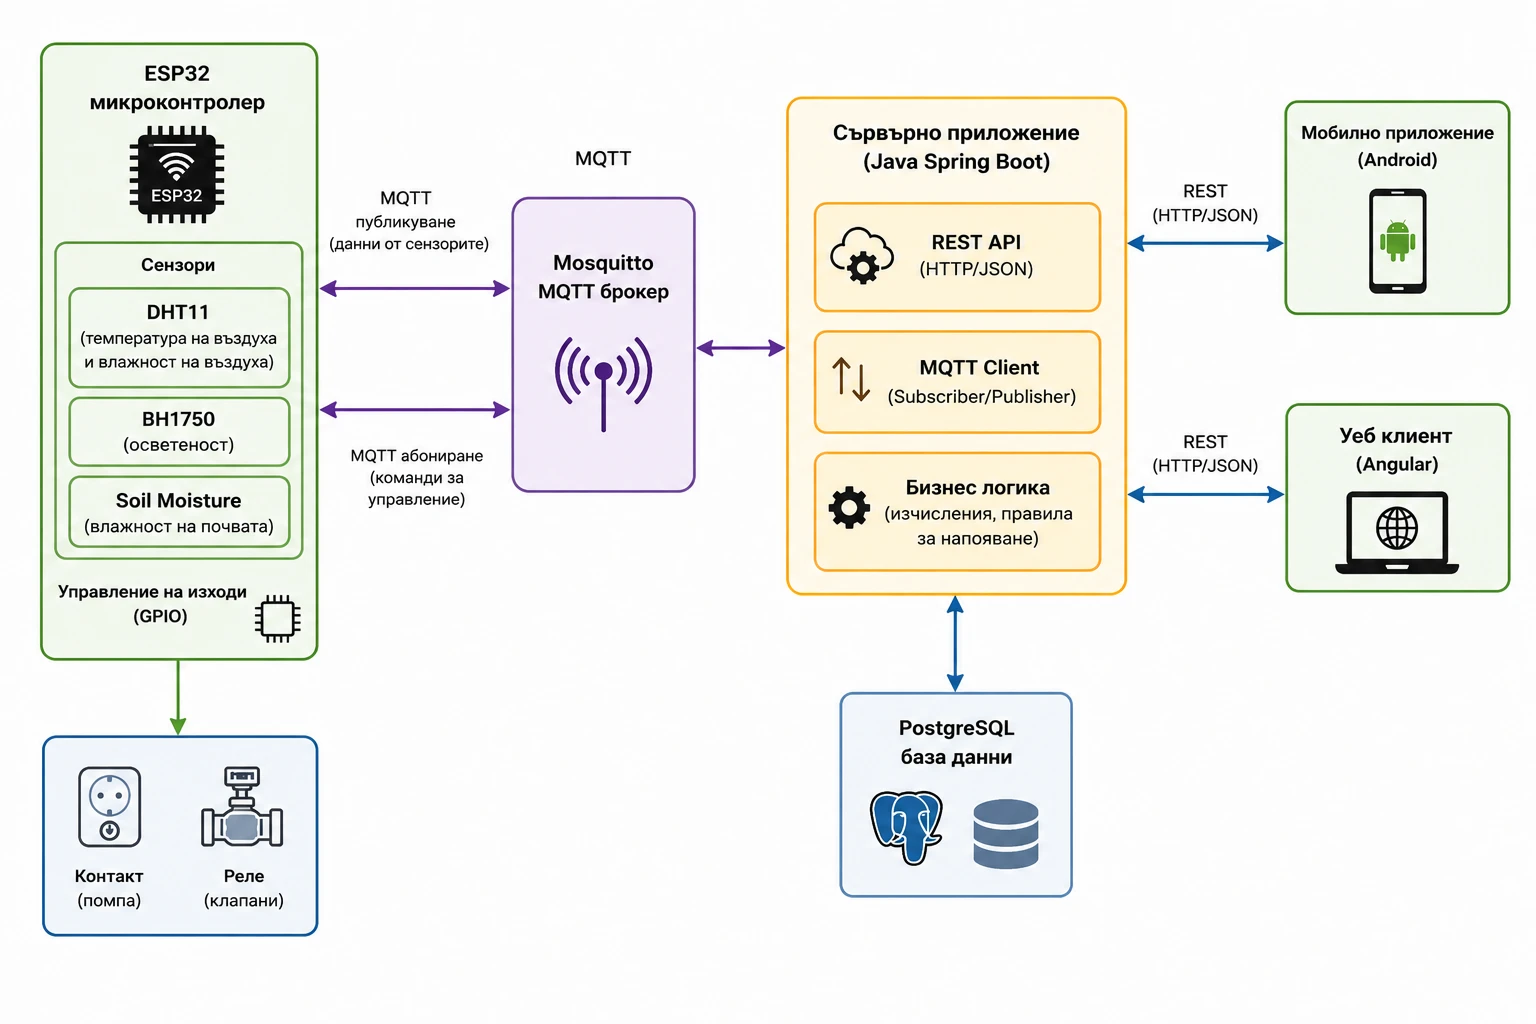 ESP32
микроконтролер
ESP32
Сензори
DHT11
(температура на въздуха
и влажност на въздуха)
BH1750
(осветеност)
Soil Moisture
(влажност на почвата)
Управление на изходи
(GPIO)
Контакт
(помпа)
Реле
(клапани)
MQTT
публикуване
(данни от сензорите)
MQTT абониране
(команди за
управление)
MQTT
Mosquitto
MQTT брокер
Сървърно приложение
(Java Spring Boot)
REST API
(HTTP/JSON)
MQTT Client
(Subscriber/Publisher)
Бизнес логика
(изчисления, правила
за напояване)
PostgreSQL
база данни
REST
(HTTP/JSON)
REST
(HTTP/JSON)
Мобилно приложение
(Android)
Уеб клиент
(Angular)